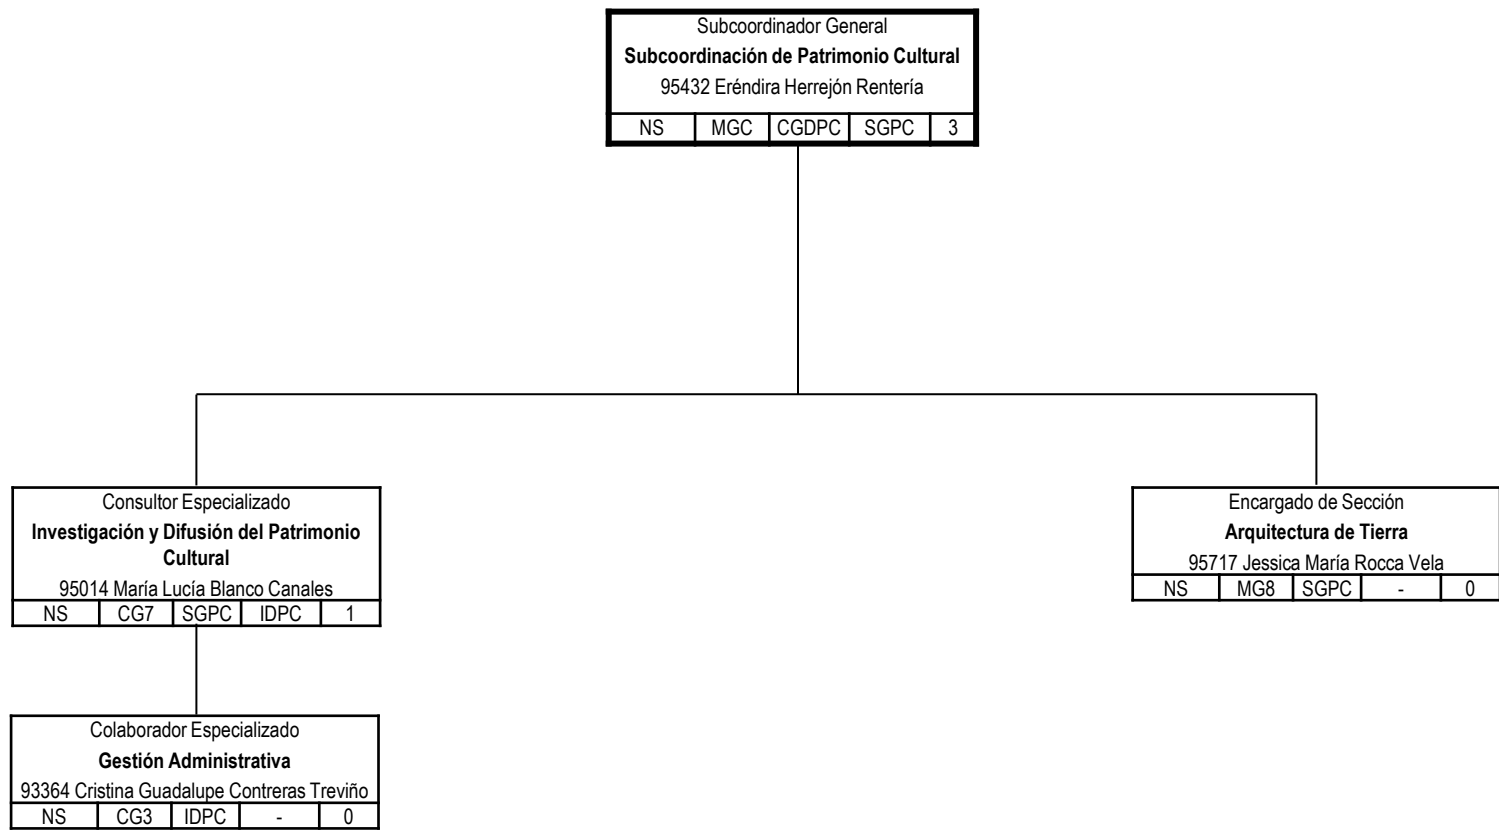 Subcoordinador General
Subcoordinación de Patrimonio Cultural
95432 Eréndira Herrejón Rentería
NS MGC CGDPC SGPC 3
Consultor Especializado
Investigación y Difusión del Patrimonio
Cultural
95014 María Lucía Blanco Canales
NS CG7 SGPC IDPC 1
Encargado de Sección
Arquitectura de Tierra
95717 Jessica María Rocca Vela
NS MG8 SGPC - 0
Colaborador Especializado
Gestión Administrativa
93364 Cristina Guadalupe Contreras Treviño
NS CG3 IDPC - 0